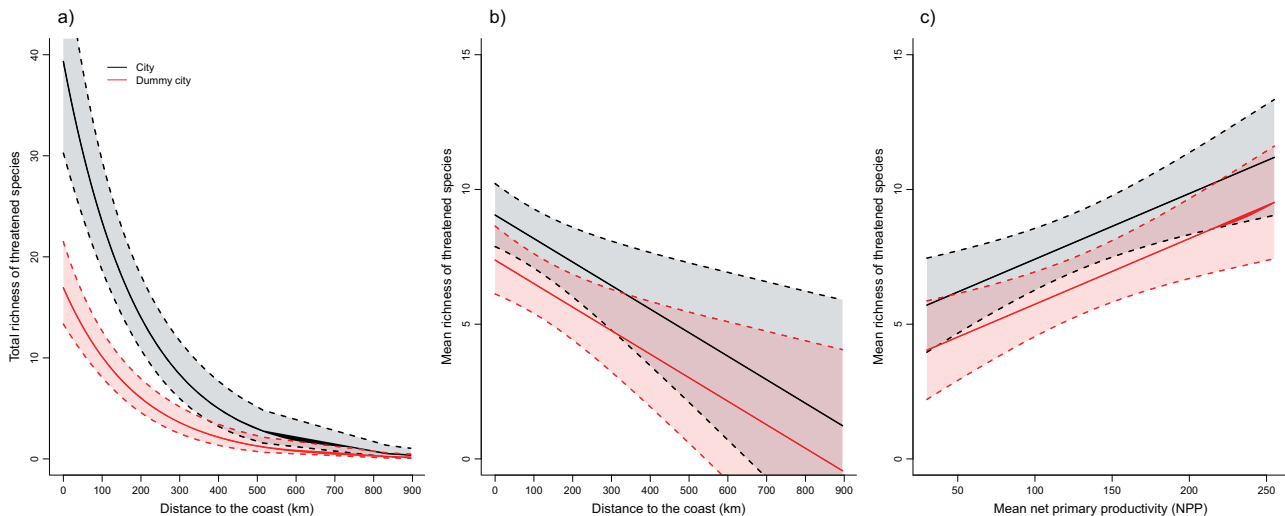 a)
City
Dummy city
Total richness of threatened species
40
30
20
10
0
0 100 200 300 400 500 600 700 800 900
Distance to the coast (km)
b)
Mean richness of threatened species
15
10
5
0
0 100 200 300 400 500 600 700 800 900
Distance to the coast (km)
c)
Mean richness of threatened species
15
10
5
0
50 100 150 200 250
Mean net primary productivity (NPP)